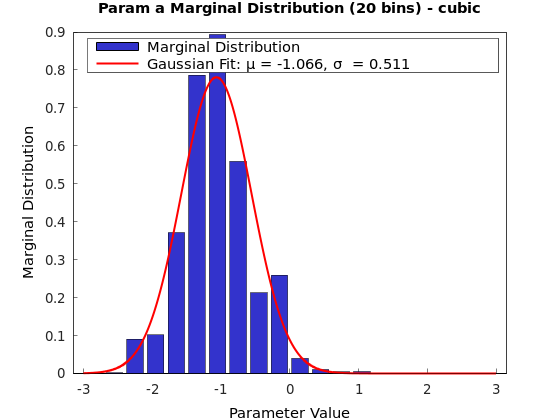 Param a Marginal Distribution (20 bins) - cubic
Marginal Distribution
Gaussian Fit: μ = -1.066, σ = 0.511
Marginal Distribution
0.9
0.8
0.7
0.6
0.5
0.4
0.3
0.2
0.1
0
-3 -2 -1 0 1 2 3
Parameter Value